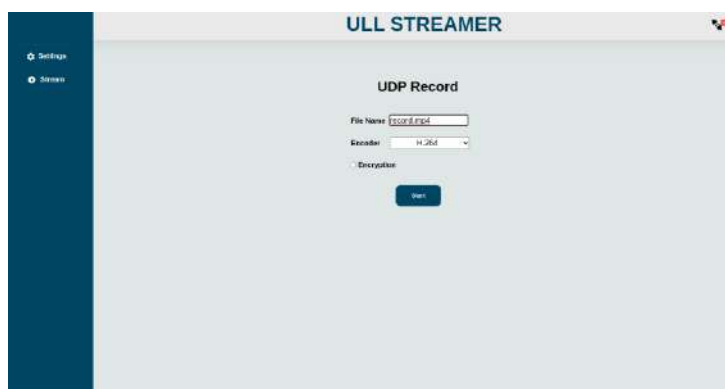 ULL STREAMER
Settings
Stream
UDP Record
File Name record.mp4
Encoder H.264
Encryption
Start